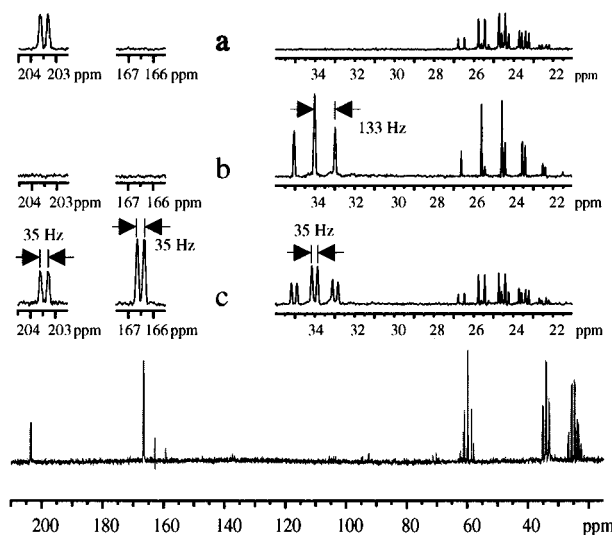 a
204 203 ppm 167 166 ppm 34 32 30 28 26 24 22 ppm
133 Hz
b
204 203 ppm 167 166 ppm 34 32 30 28 26 24 22
35 Hz 35 Hz 35 Hz
c
204 203 ppm 167 166 ppm 34 32 30 28 26 24 22
200 180 160 140 120 100 80 60 40 ppm